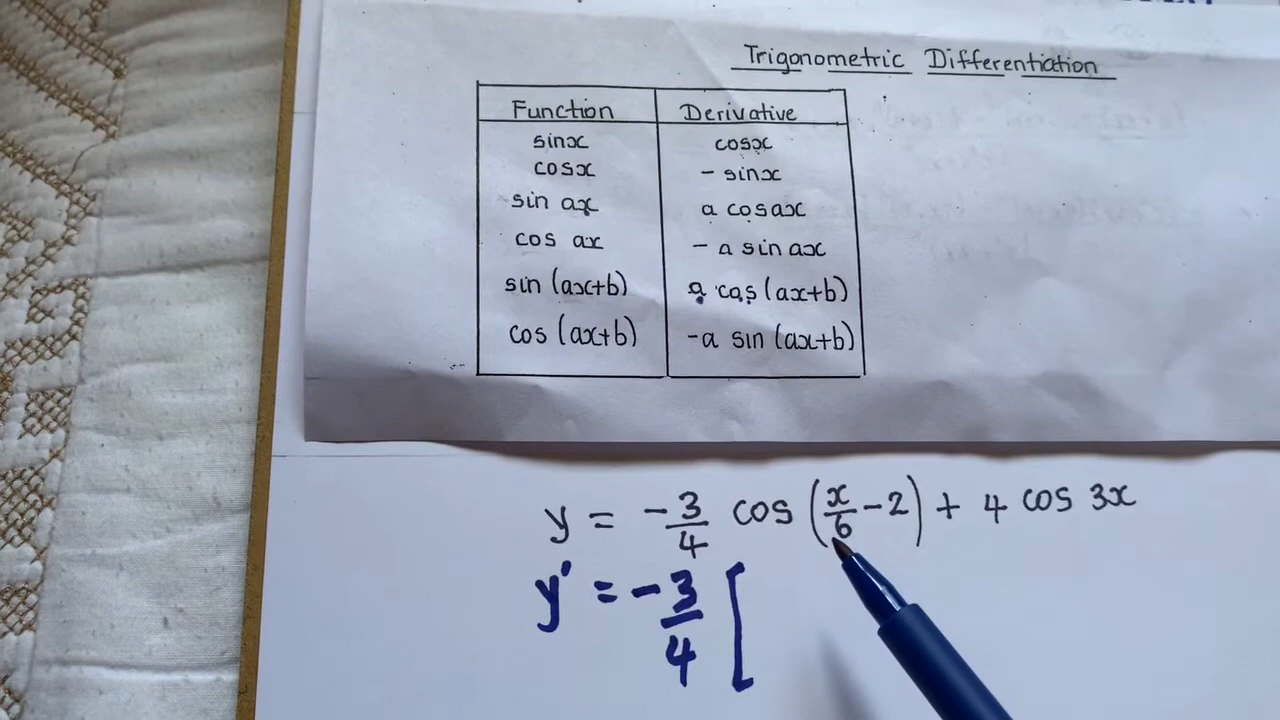 Trigonometric Differentiation
Function Derivative
sinx cosx
cosx - sinx
sin ax a cosax
cos ax - a sin ax
sin (ax+b) a cos (ax+b)
cos (ax+b) -a sin (ax+b)
y = -3/4 cos (x/6 - 2) + 4 cos 3x
y' = -3/4 [